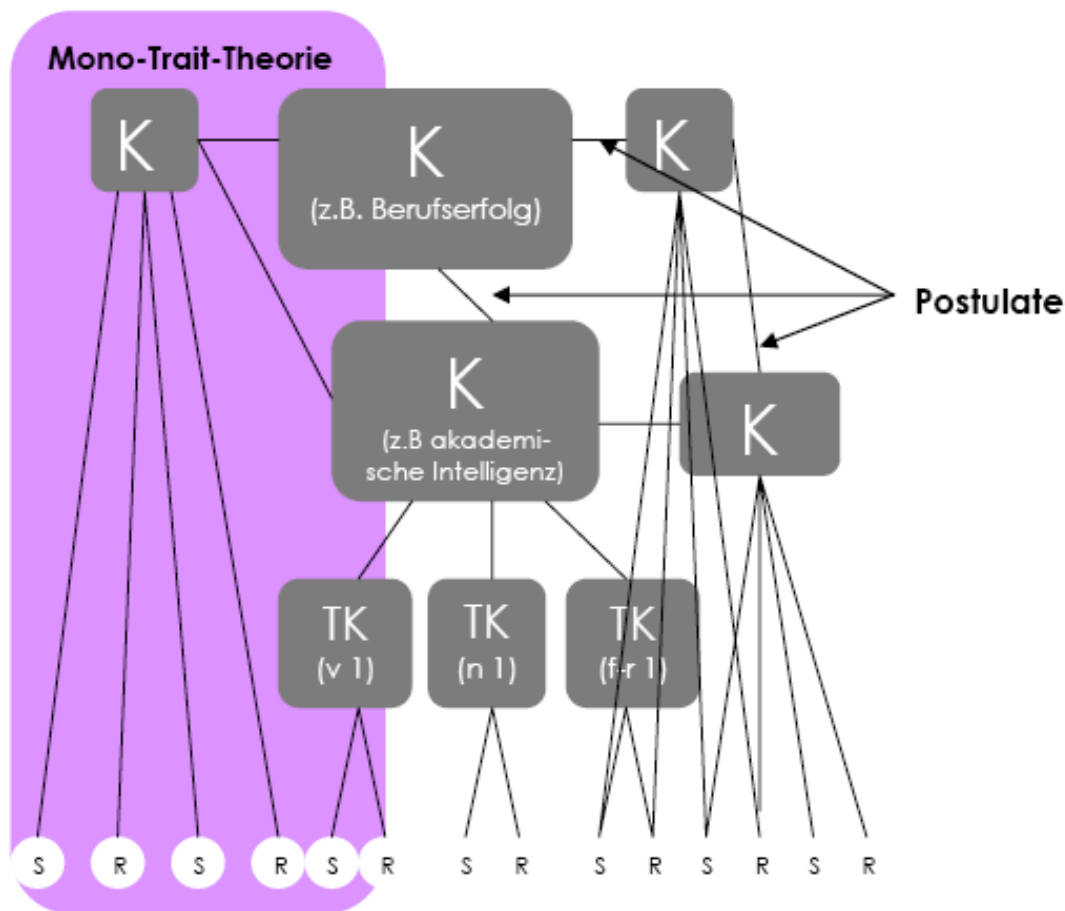 Mono-Trait-Theorie
K
K
(z.B. Berufserfolg)
K
Postulate
K
(z.B akademi-
sche Intelligenz)
K
TK
(v 1)
TK
(n 1)
TK
(f-r 1)
S R S R S R S R S R S R S R